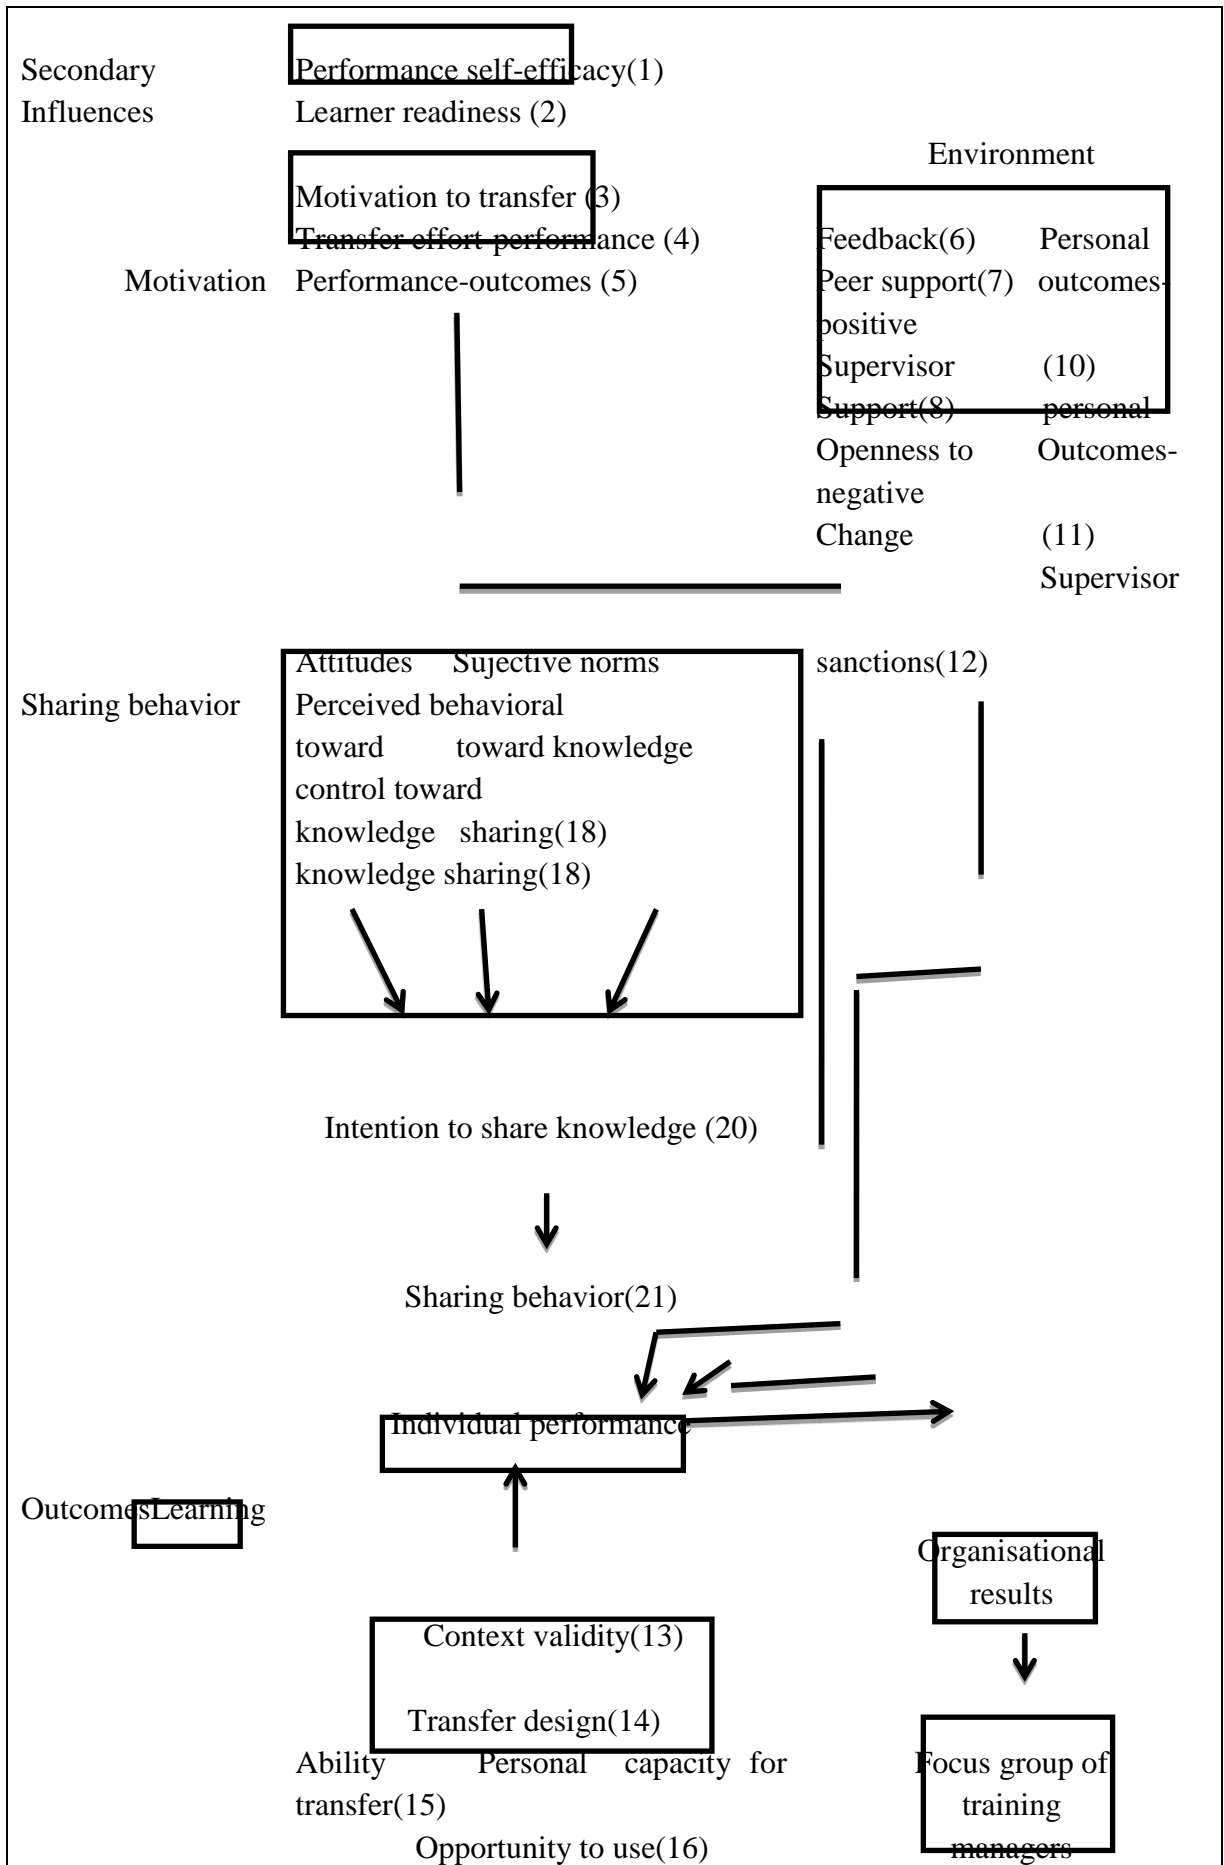 Secondary Performance self-efficacy(1)
Influences Learner readiness (2)
Environment
Motivation to transfer (3)
Transfer effort-performance (4) Feedback(6) Personal
Motivation Performance-outcomes (5) Peer support(7) outcomes-
positive
Supervisor (10)
Support(8) personal
Openness to Outcomes-
negative
Change (11)
Supervisor
Attitudes Sujective norms sanctions(12)
Sharing behavior Perceived behavioral
toward toward knowledge
control toward
knowledge sharing(18)
knowledge sharing(18)
Intention to share knowledge (20)
Sharing behavior(21)
Individual performance
OutcomesLearning
Organisational
results
Context validity(13)
Transfer design(14)
Ability Personal capacity for Focus group of
transfer(15) training
Opportunity to use(16) managers